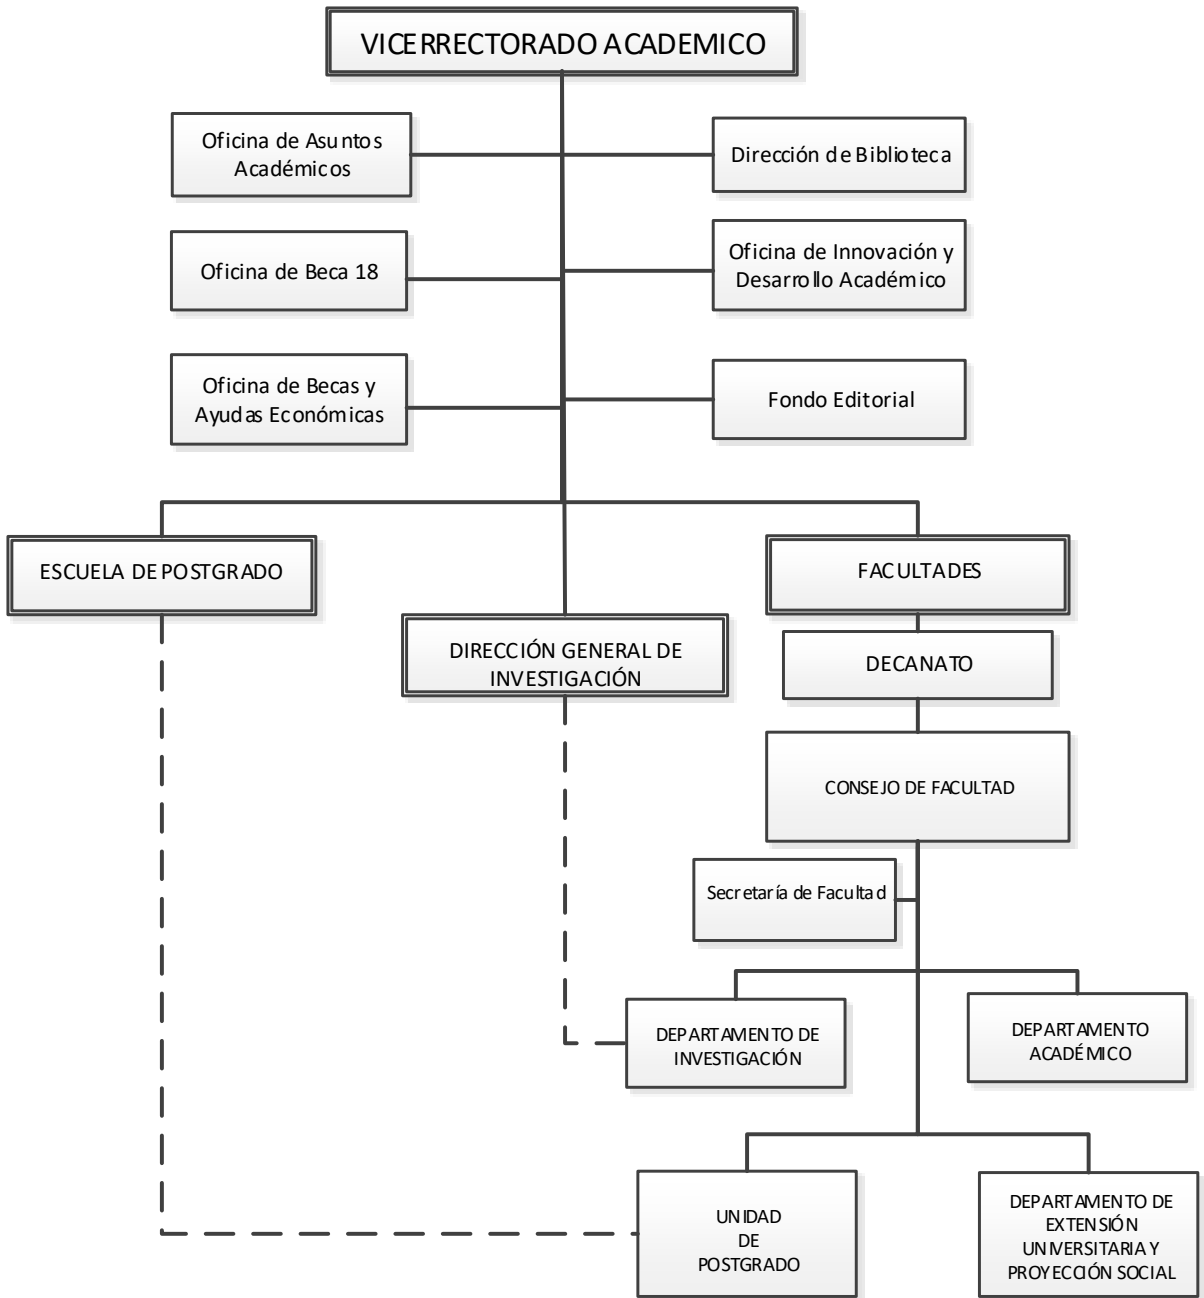 VICERRECTORADO ACADEMICO
Oficina de Asuntos
Académicos
Dirección de Biblioteca
Oficina de Beca 18
Oficina de Innovación y
Desarrollo Académico
Oficina de Becas y
Ayudas Económicas
Fondo Editorial
ESCUELA DE POSTGRADO
FACULTADES
DIRECCIÓN GENERAL DE
INVESTIGACIÓN
DECANATO
CONSEJO DE FACULTAD
Secretaría de Facultad
DEPARTAMENTO DE
INVESTIGACIÓN
DEPARTAMENTO
ACADÉMICO
UNIDAD
DE
POSTGRADO
DEPARTAMENTO DE
EXTENSIÓN
UNIVERSITARIA Y
PROYECCIÓN SOCIAL